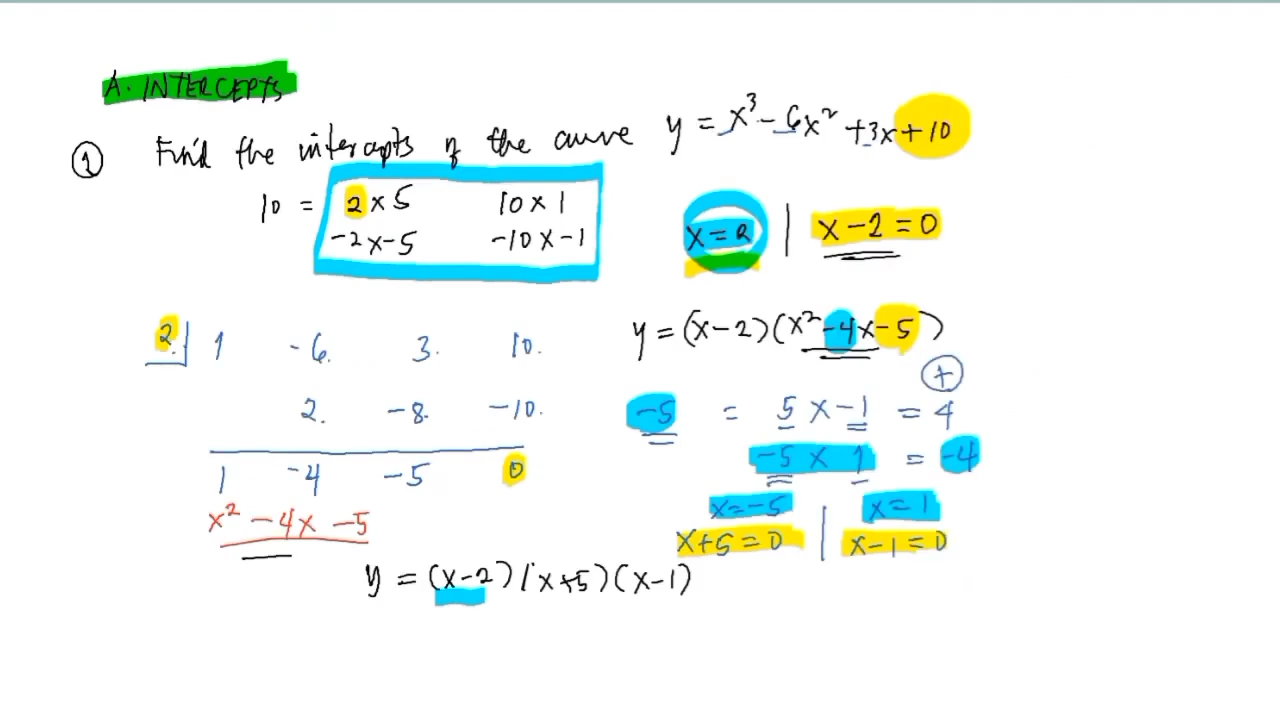 A. INTERCEPTS
① Find the intercepts of the curve y = x³ - 6x² + 3x + 10
10 = 2 x 5 10 x 1
-2 x -5 -10 x -1
x = 2 | x - 2 = 0
y = (x-2)(x² - 4x - 5)
2 | 1 -6 3 10
2 -8 -10
1 -4 -5 0
x² - 4x - 5
+
-5 = 5 x -1 = 4
-5 x 1 = -4
x = -5 | x = 1
x+5 = 0 | x-1 = 0
y = (x-2)(x+5)(x-1)